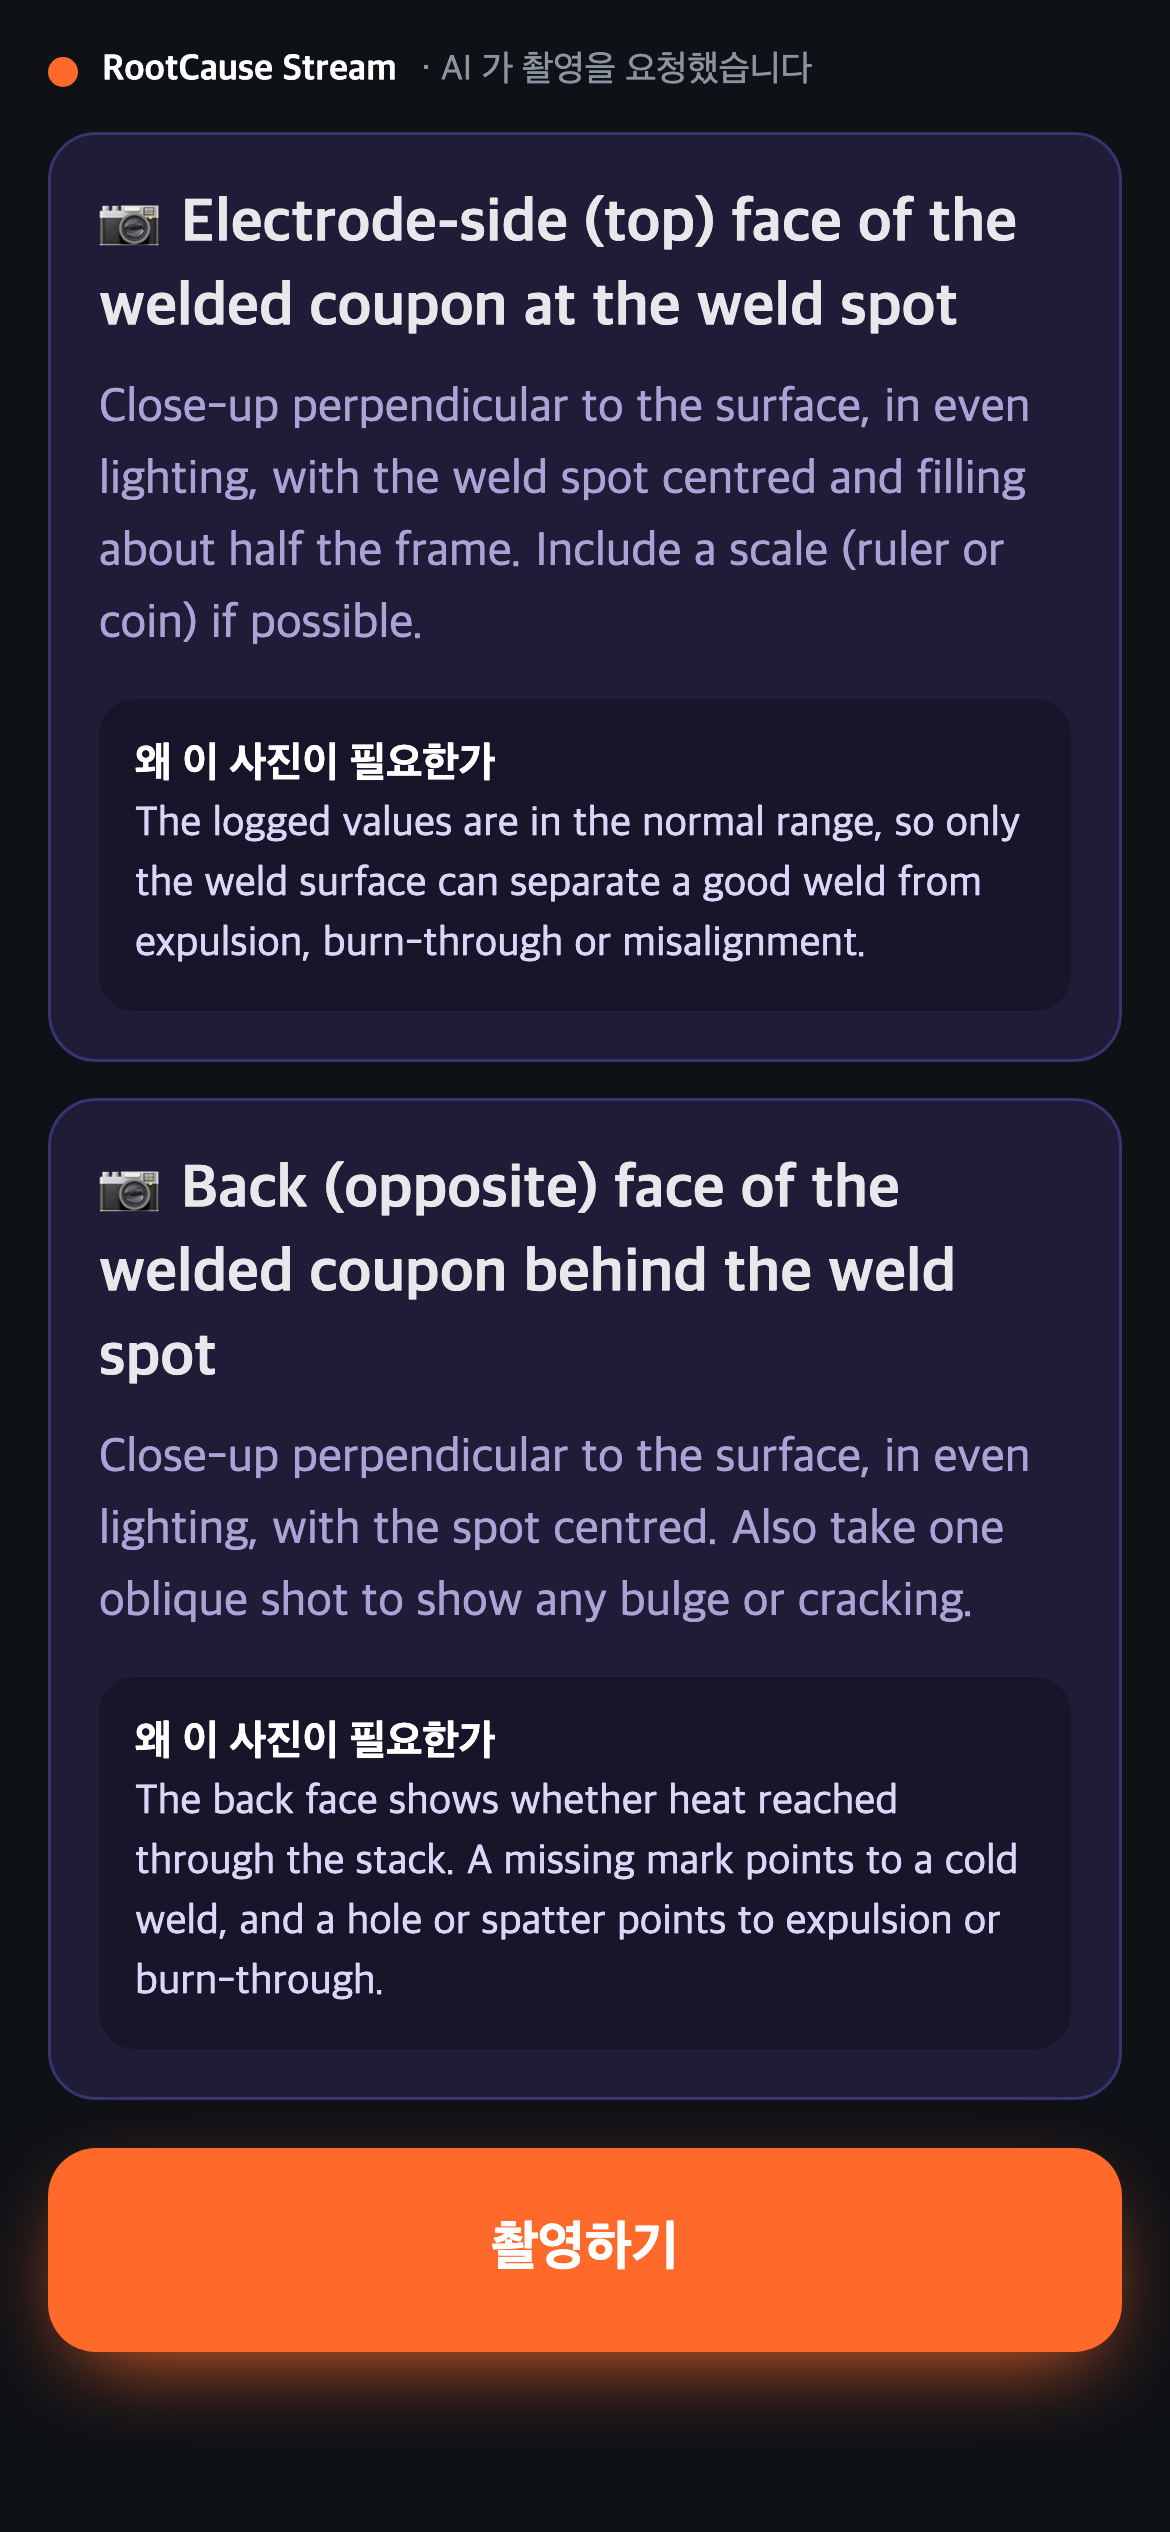 RootCause Stream · AI 가 촬영을 요청했습니다
Electrode-side (top) face of the
welded coupon at the weld spot
Close-up perpendicular to the surface, in even
lighting, with the weld spot centred and filling
about half the frame. Include a scale (ruler or
coin) if possible.
왜 이 사진이 필요한가
The logged values are in the normal range, so only
the weld surface can separate a good weld from
expulsion, burn-through or misalignment.
Back (opposite) face of the
welded coupon behind the weld
spot
Close-up perpendicular to the surface, in even
lighting, with the spot centred. Also take one
oblique shot to show any bulge or cracking.
왜 이 사진이 필요한가
The back face shows whether heat reached
through the stack. A missing mark points to a cold
weld, and a hole or spatter points to expulsion or
burn-through.
촬영하기